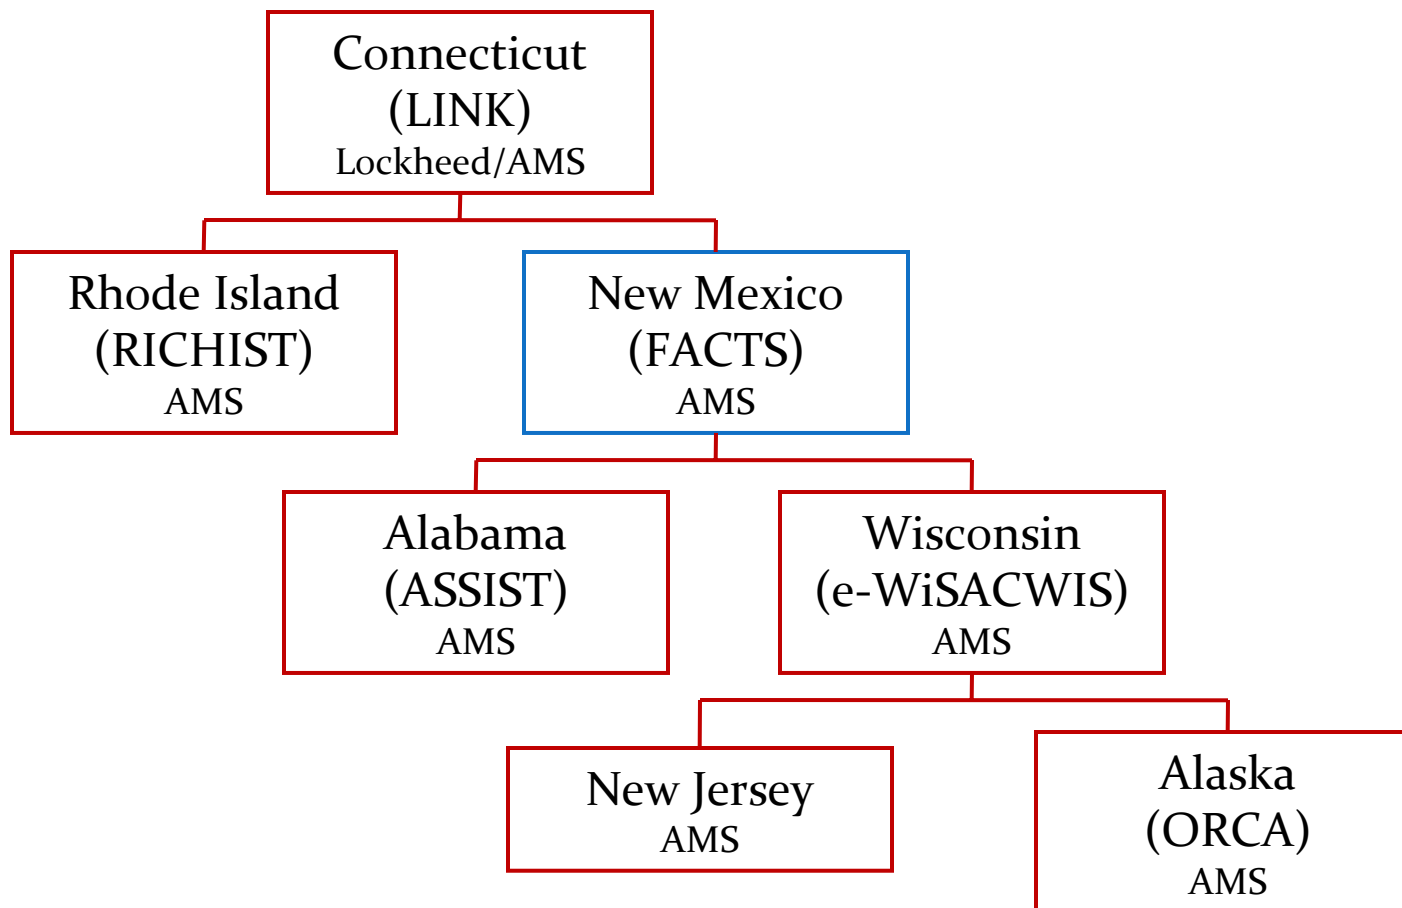 Connecticut
(LINK)
Lockheed/AMS
Rhode Island
(RICHIST)
AMS
New Mexico
(FACTS)
AMS
Alabama
(ASSIST)
AMS
Wisconsin
(e-WiSACWIS)
AMS
New Jersey
AMS
Alaska
(ORCA)
AMS